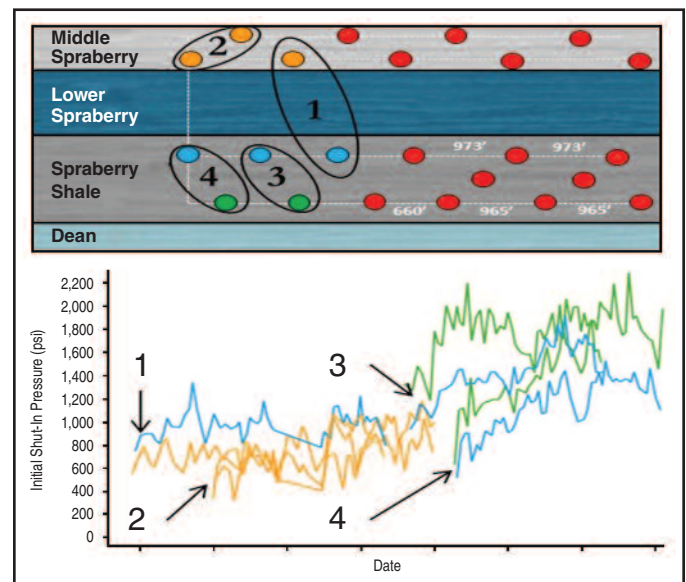 Middle
Spraberry
2
1
Lower
Spraberry
Spraberry
Shale
4
3
973’
973’
660’
965’
965’
Dean
Initial Shut-In Pressure (psi)
2,200
2,000
1,800
1,600
1,400
1,200
1,000
800
600
400
200
0
1
2
3
4
Date